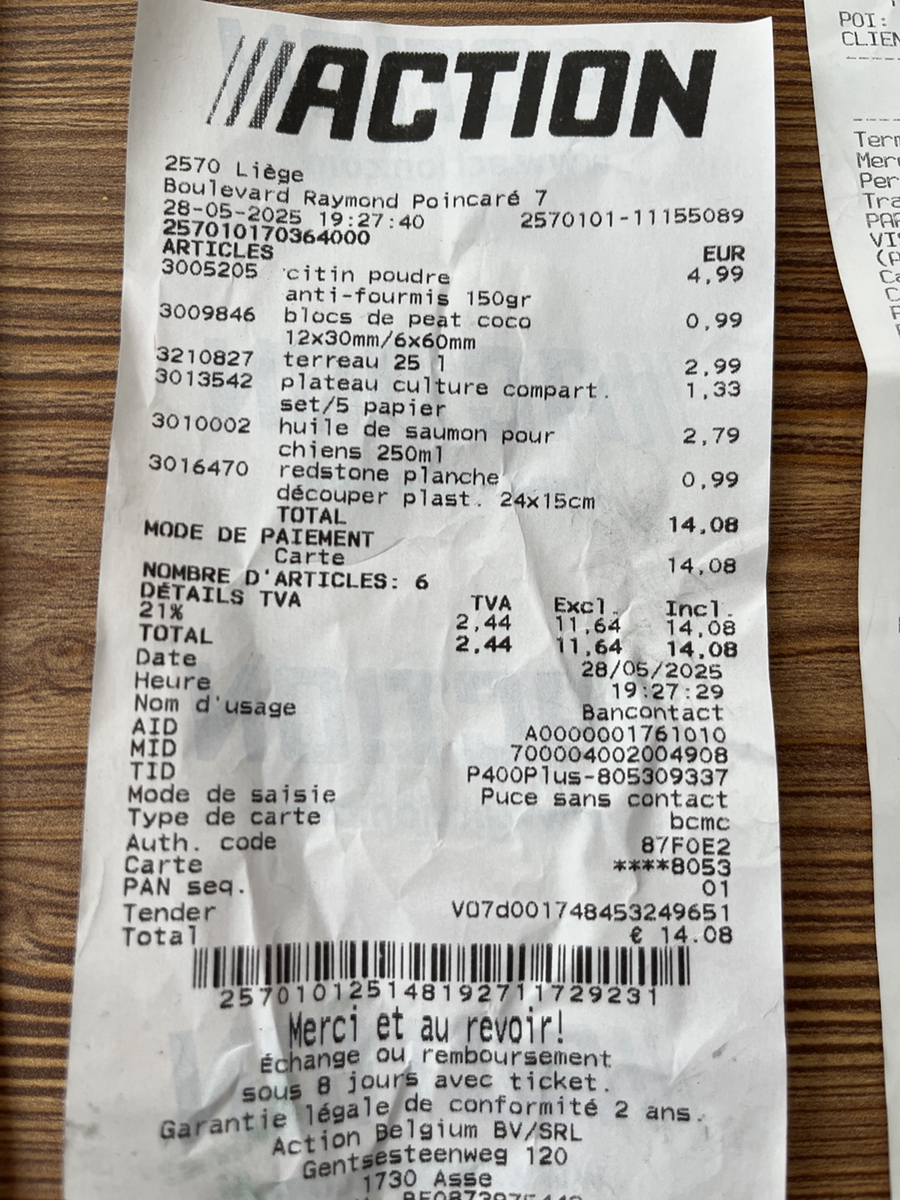 ACTION
2570 Liège
Boulevard Raymond Poincaré 7
28-05-2025 19:27:40 2570101-11155089
257010170364000
ARTICLES EUR
3005205 citin poudre 4,99
anti-fourmis 150gr
3009846 blocs de peat coco 0,99
12x30mm/6x60mm
3210827 terreau 25 l 2,99
3013542 plateau culture compart. 1,33
set/5 papier
3010002 huile de saumon pour 2,79
chiens 250ml
3016470 redstone planche 0,99
découper plast. 24x15cm
TOTAL 14,08
MODE DE PAIEMENT
Carte 14,08
NOMBRE D'ARTICLES: 6
DÉTAILS TVA TVA Excl. Incl.
21% 2,44 11,64 14,08
TOTAL 2,44 11,64 14,08
Date 28/05/2025
Heure 19:27:29
Nom d'usage Bancontact
AID A0000001761010
MID 700004002004908
TID P400Plus-805309337
Mode de saisie Puce sans contact
Type de carte bcmc
Auth. code 87F0E2
Carte ****8053
PAN seq. 01
Tender V07d001748453249651
Total € 14.08
257010125148192711729231
Merci et au revoir!
Échange ou remboursement
sous 8 jours avec ticket.
Garantie légale de conformité 2 ans.
Action Belgium BV/SRL
Gentsesteenweg 120
1730 Asse
POI:
CLIEN
Term
Per
Tra